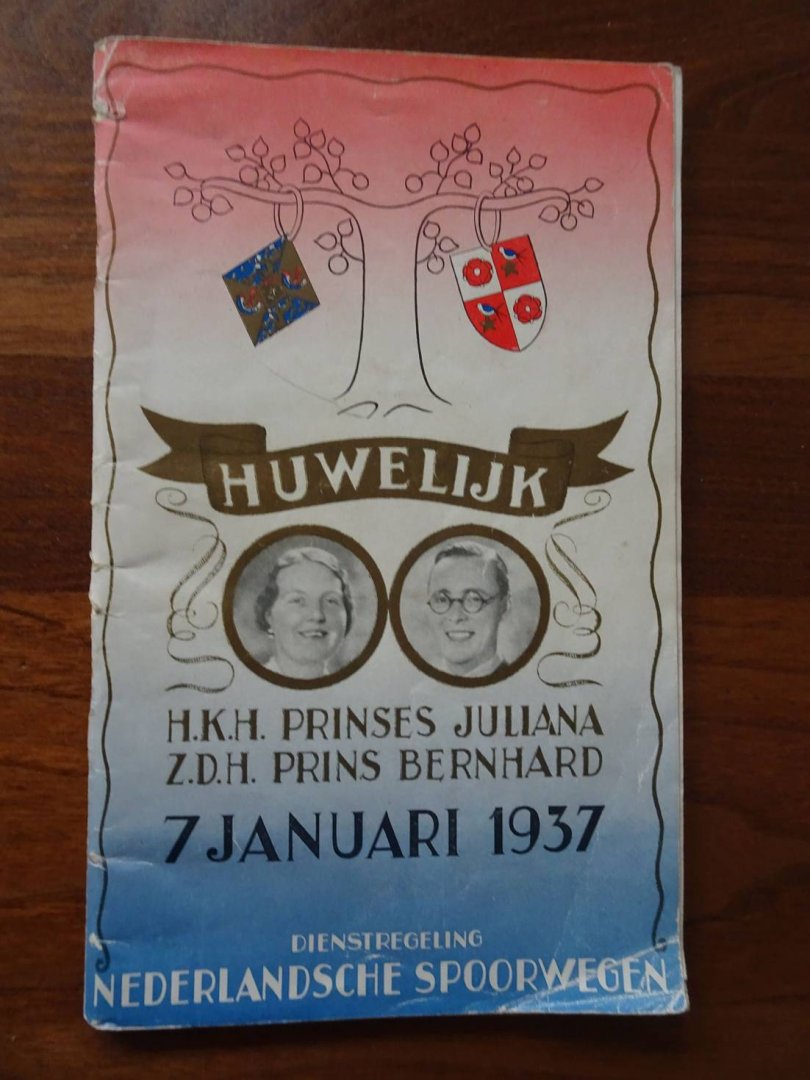 HUWELIJK
H.K.H. PRINSES JULIANA
Z.D.H. PRINS BERNHARD
7 JANUARI 1937
DIENSTREGELING
NEDERLANDSCHE SPOORWEGEN